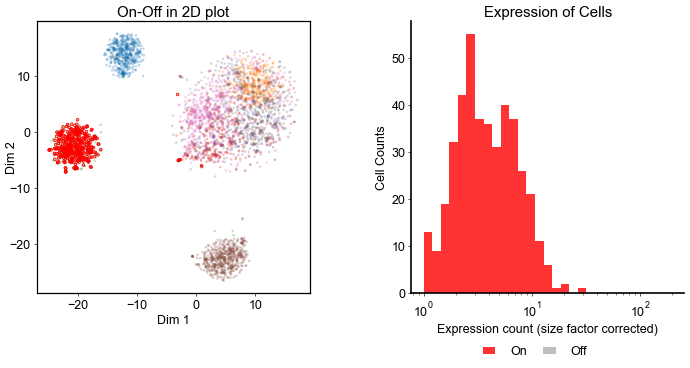 On-Off in 2D plot
Dim 2
10
0
−10
−20
−20
−10
0
10
Dim 1
Expression of Cells
Cell Counts
50
40
30
20
10
0
10^0
10^1
10^2
Expression count (size factor corrected)
On
Off